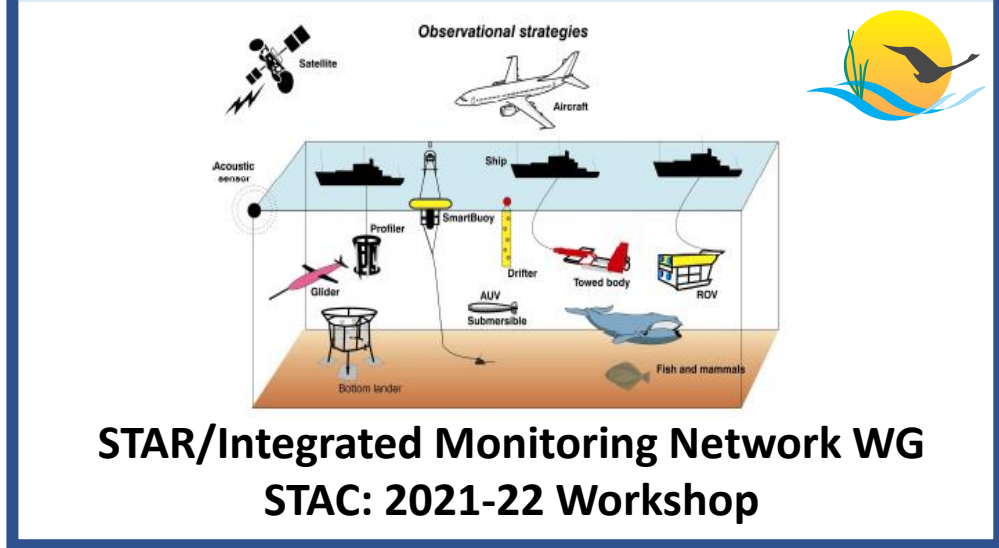 Observational strategies
Satellite
Aircraft
Ship
Acoustic
sensor
SmartBuoy
Profiler
Drifter
Towed body
ROV
Glider
AUV
Submersible
Fish and mammals
Bottom lander
STAR/Integrated Monitoring Network WG
STAC: 2021-22 Workshop